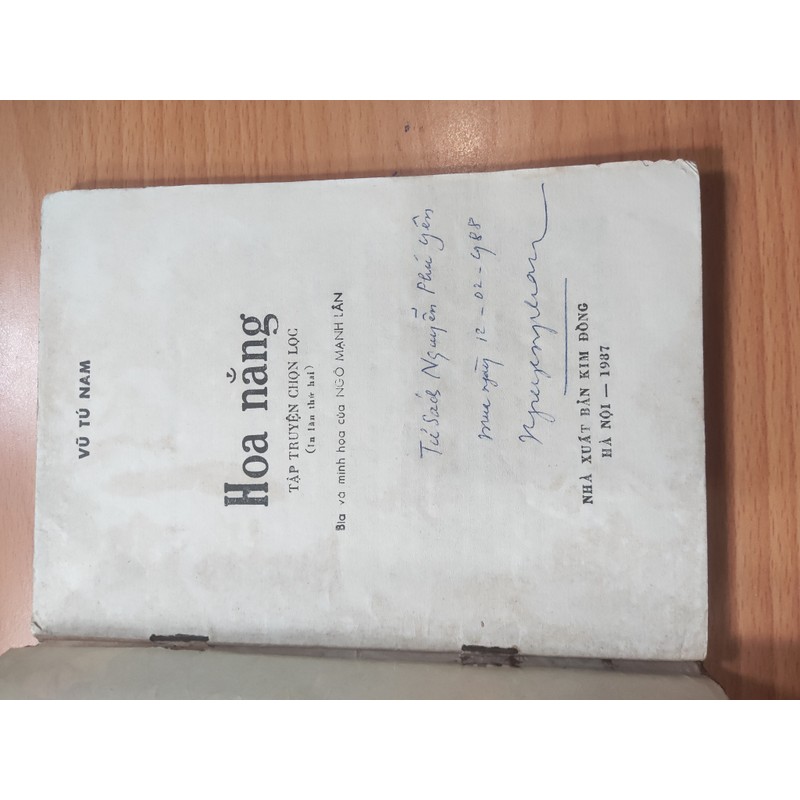 VŨ TÚ NAM
Hoa nắng
TẬP TRUYỆN CHỌN LỌC
(In lần thứ hai)
Bìa và minh họa của NGÔ MẠNH LÂN
Tủ Sách Nguyễn Phú Yên
mua ngày 12-02-988
NHÀ XUẤT BẢN KIM ĐỒNG
HÀ NỘI — 1987